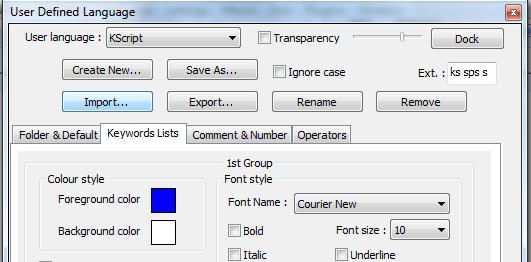 User Defined Language
User language : KScript Transparency Dock
Create New... Save As... Ignore case Ext. : ks sps s
Import... Export... Rename Remove
Folder & Default Keywords Lists Comment & Number Operators
1st Group
Colour style Font style
Foreground color Font Name : Courier New
Background color Bold Font size : 10
Italic Underline